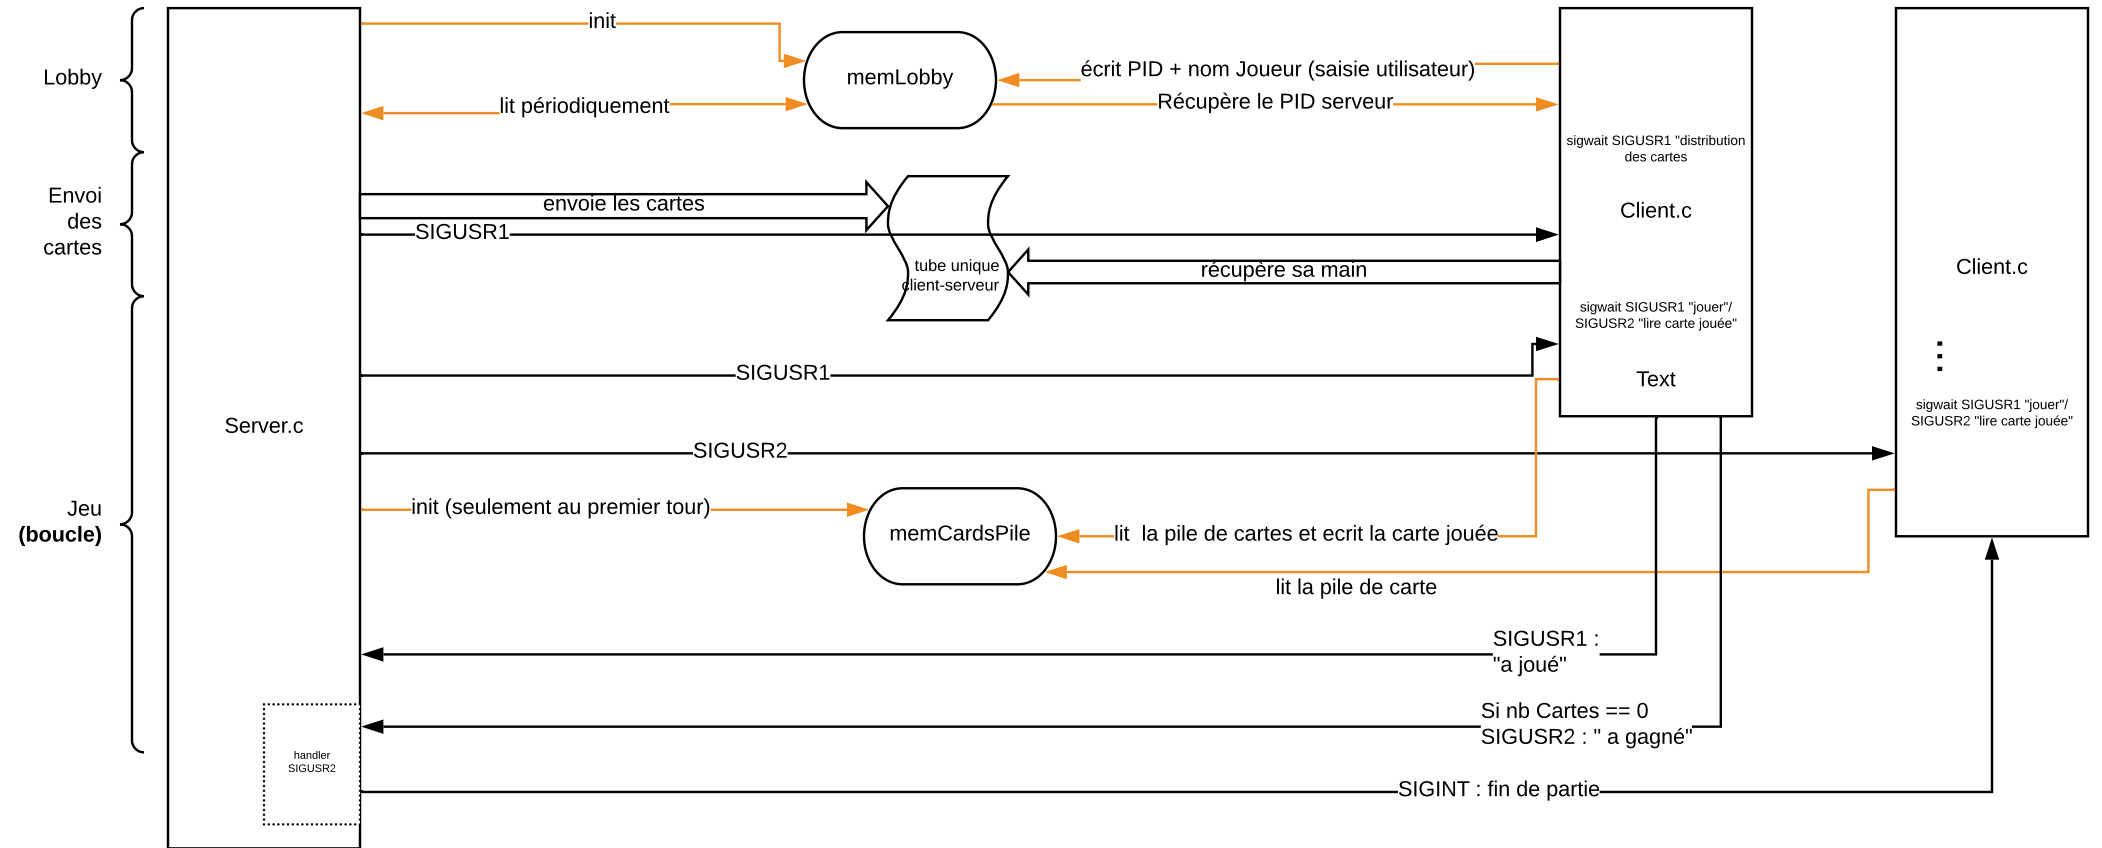 init
Lobby
memLobby
écrit PID + nom Joueur (saisie utilisateur)
lit périodiquement
Récupère le PID serveur
sigwait SIGUSR1 "distribution
des cartes
Envoi
des
cartes
envoie les cartes
SIGUSR1
Client.c
tube unique
client-serveur
récupère sa main
Client.c
sigwait SIGUSR1 "jouer"/
SIGUSR2 "lire carte jouée"
SIGUSR1
Text
...
sigwait SIGUSR1 "jouer"/
SIGUSR2 "lire carte jouée"
Server.c
SIGUSR2
Jeu
(boucle)
init (seulement au premier tour)
memCardsPile
lit  la pile de cartes et ecrit la carte jouée
lit la pile de carte
SIGUSR1 :
"a joué"
Si nb Cartes == 0
SIGUSR2 : " a gagné"
handler
SIGUSR2
SIGINT : fin de partie